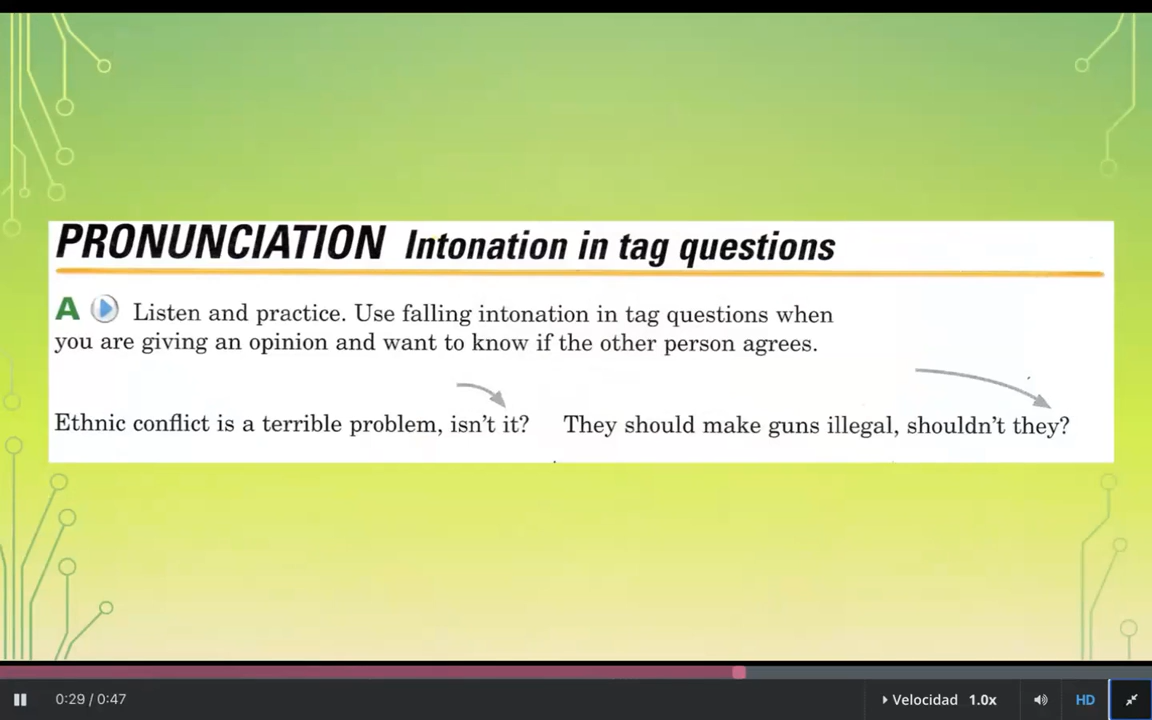 PRONUNCIATION Intonation in tag questions
A Listen and practice. Use falling intonation in tag questions when
you are giving an opinion and want to know if the other person agrees.
Ethnic conflict is a terrible problem, isn't it? They should make guns illegal, shouldn't they?
0:29 / 0:47 Velocidad 1.0x HD